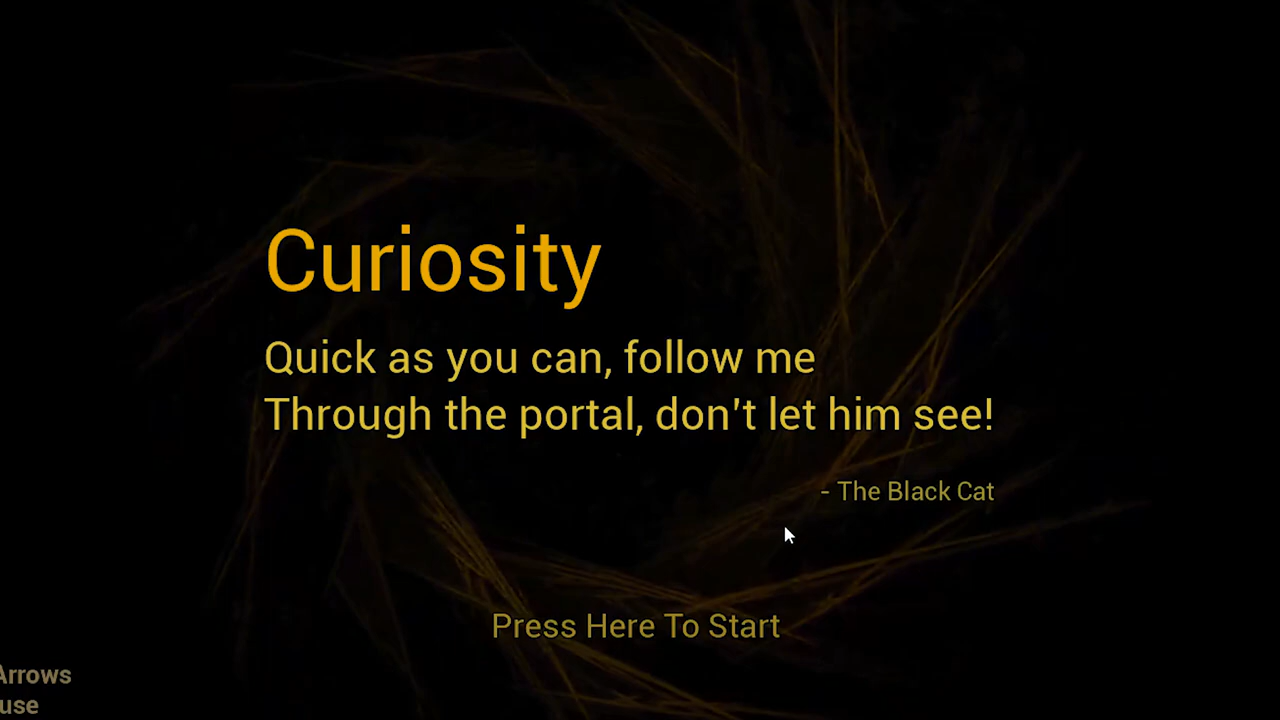 Curiosity
Quick as you can, follow me
Through the portal, don't let him see!
- The Black Cat
Press Here To Start
Arrows
use